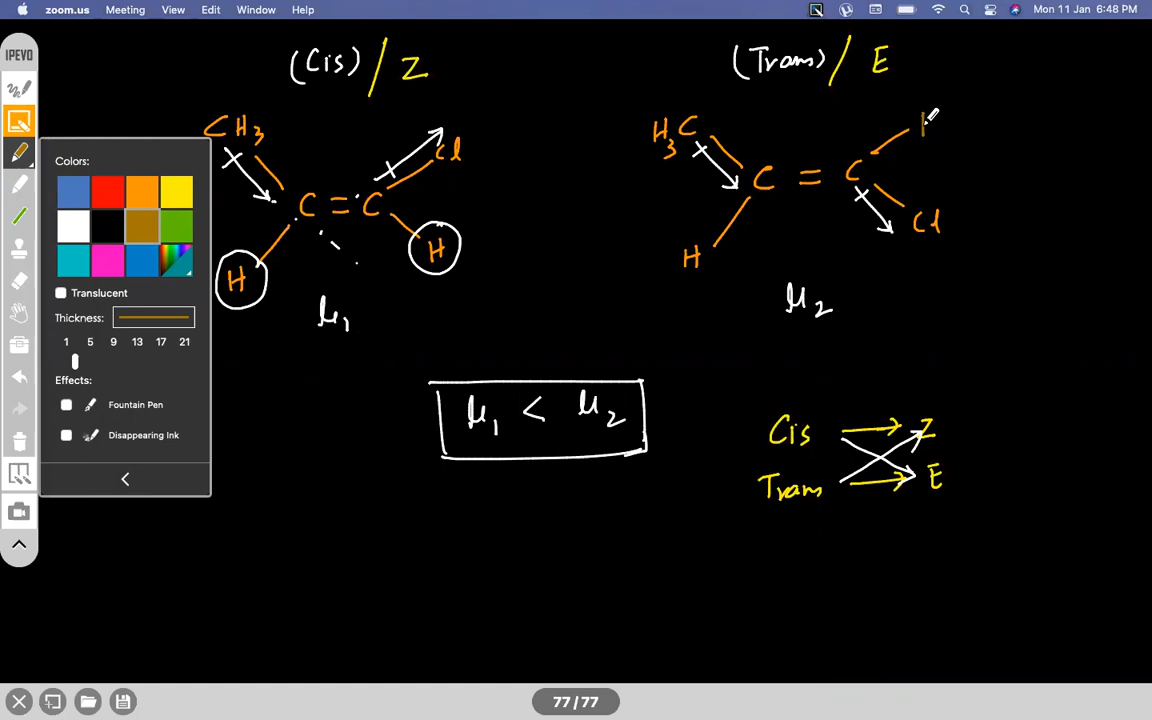 zoom.us Meeting View Edit Window Help Mon 11 Jan 6:48 PM
IPEVO
(Cis) / Z (Trans) / E
CH3 Cl H3C
C = C C = C
H H H Cl
μ1 μ2
μ1 < μ2
Cis Z
Trans E
Colors:
Translucent
Thickness:
1 5 9 13 17 21
Effects:
Fountain Pen
Disappearing Ink
77/77